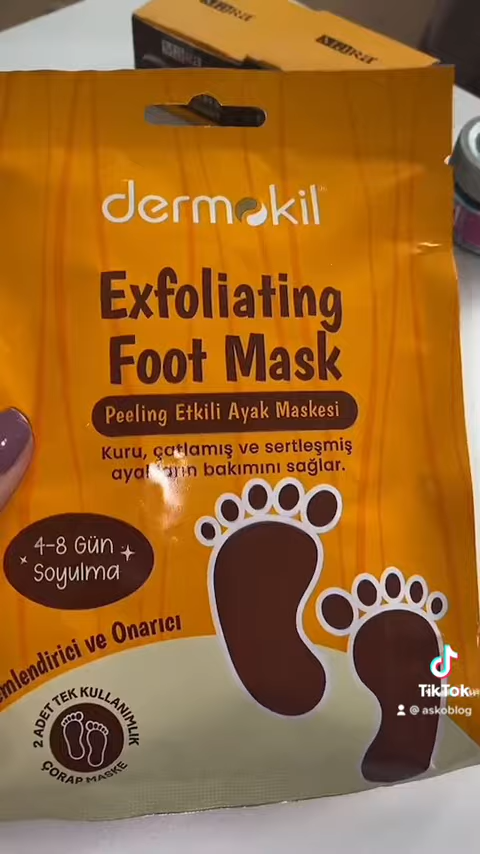 dermokil
Exfoliating
Foot Mask
Peeling Etkili Ayak Maskesi
Kuru, çatlamış ve sertleşmiş
ayakların bakımını sağlar.
4-8 Gün
Soyulma
ve Onarıcı
2 ADET TEK KULLANIMLIK
ÇORAP MASKE
TikTok
@askoblog